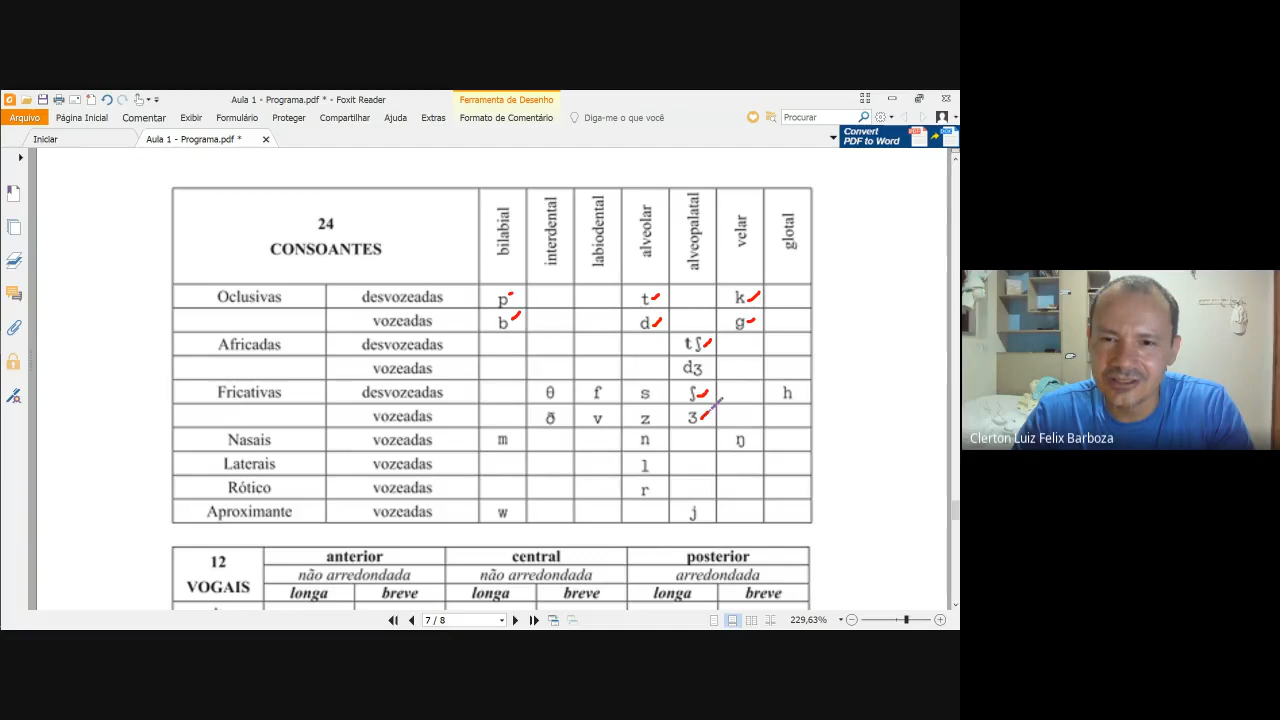 Aula 1 - Programa.pdf * - Foxit Reader
Ferramenta de Desenho
Arquivo Página Inicial Comentar Exibir Formulário Proteger Compartilhar Ajuda Extras Formato de Comentário Diga-me o que você Procurar
Iniciar Aula 1 - Programa.pdf * Convert
PDF to Word
24
CONSOANTES bilabial interdental labiodental alveolar alveopalatal velar glotal
Oclusivas desvozeadas p t k
vozeadas b d g
Africadas desvozeadas tʃ
vozeadas dʒ
Fricativas desvozeadas θ f s ʃ h
vozeadas ð v z ʒ
Nasais vozeadas m n ŋ
Laterais vozeadas l
Rótico vozeadas r
Aproximante vozeadas w j
12
VOGAIS anterior central posterior
não arredondada não arredondada arredondada
longa breve longa breve longa breve
7 / 8 229,63%
Clerton Luiz Felix Barboza